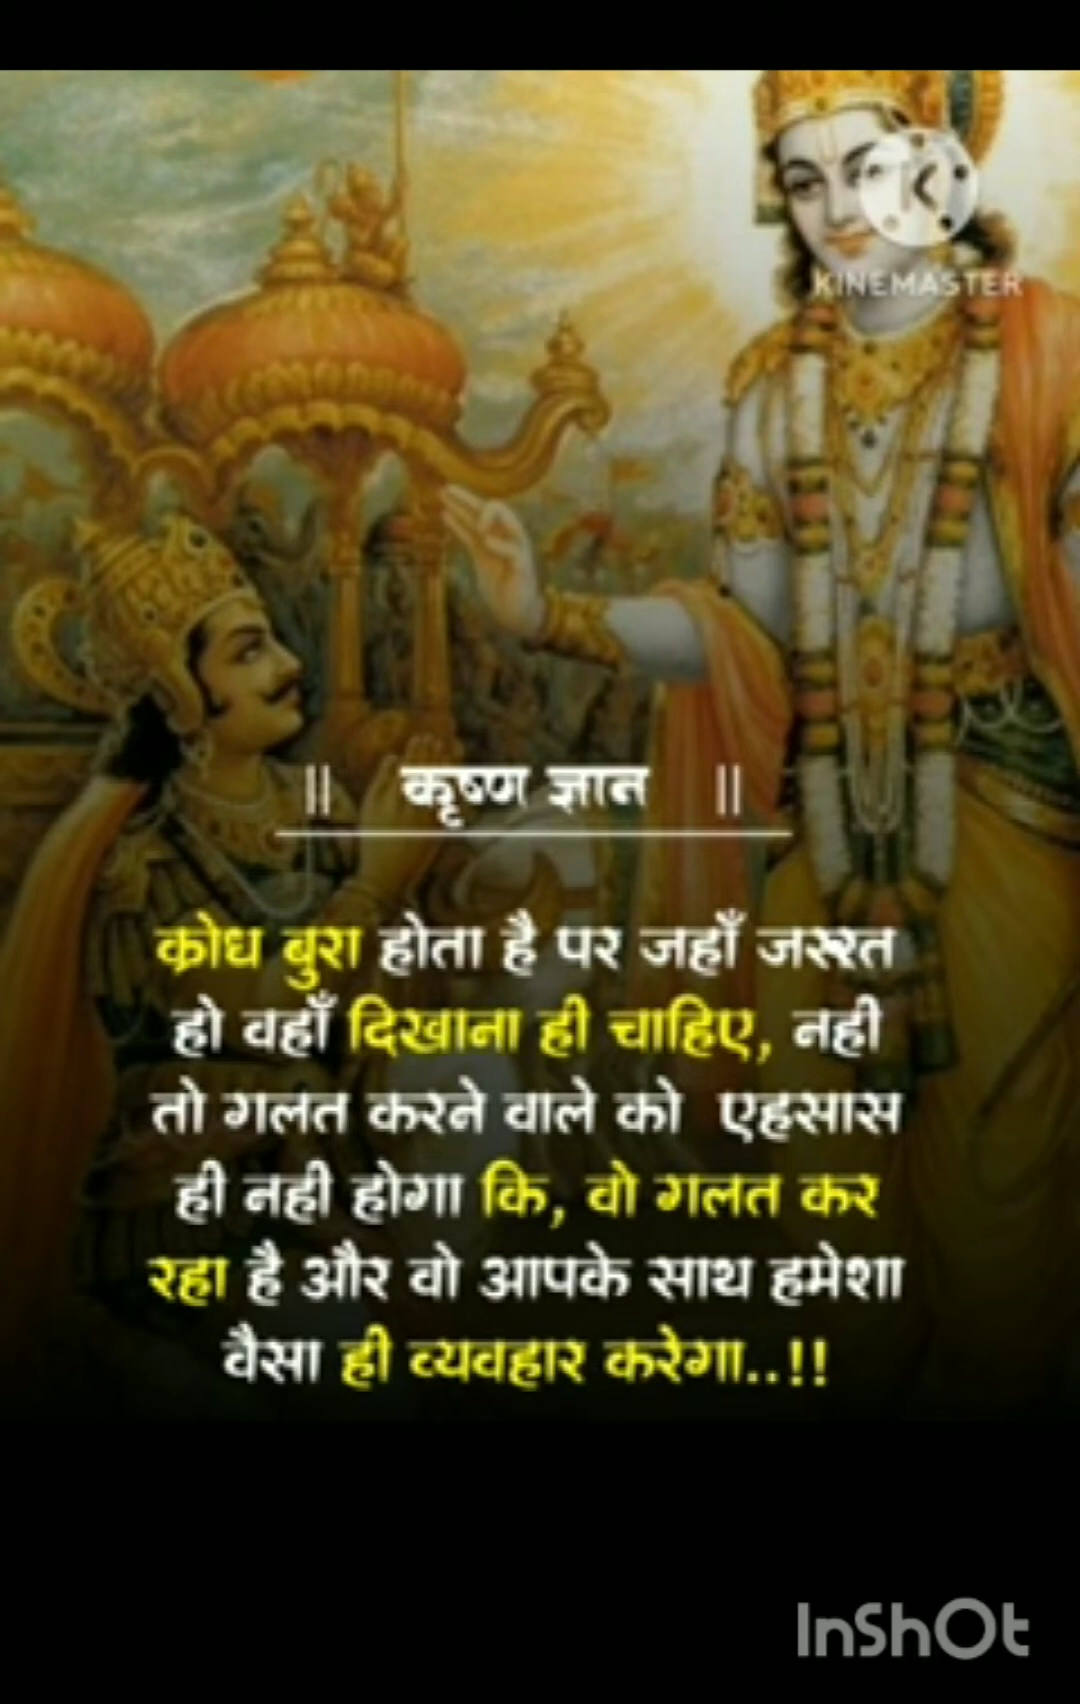 KINEMASTER
|| कृष्ण ज्ञान ||
क्रोध बुरा होता है पर जहाँ जरूरत
हो वहाँ दिखाना ही चाहिए, नही
तो गलत करने वाले को एहसास
ही नही होगा कि, वो गलत कर
रहा है और वो आपके साथ हमेशा
वैसा ही व्यवहार करेगा..!!
InShOt